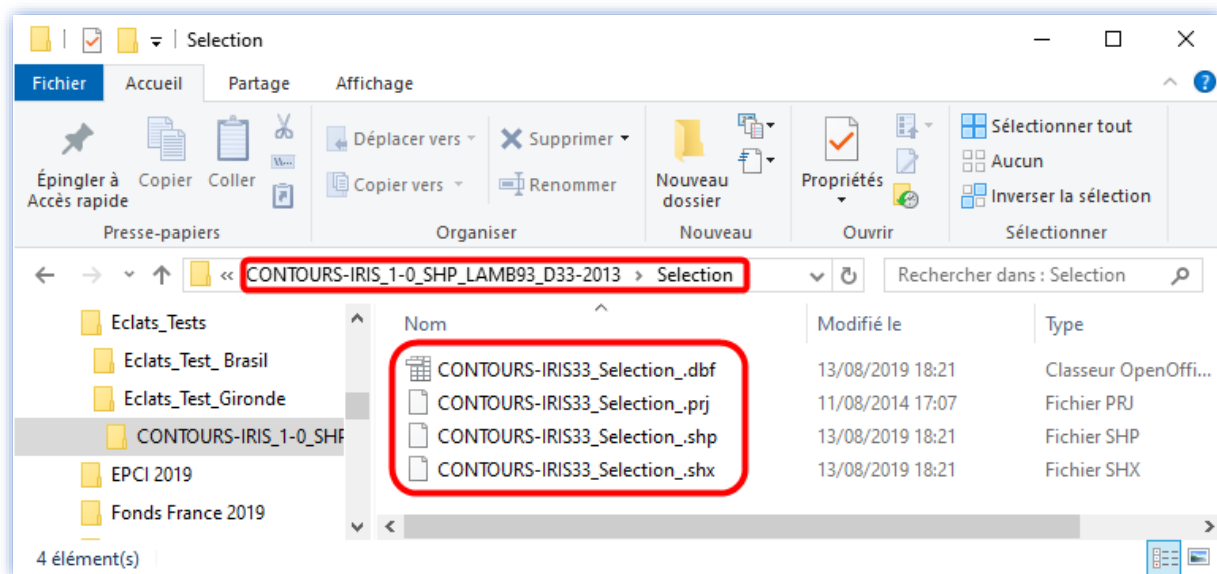 Selection
Fichier Accueil Partage Affichage
Épingler à Accès rapide
Copier
Coller
W...
Déplacer vers
Copier vers
Supprimer
Renommer
Nouveau dossier
Propriétés
Sélectionner tout
Aucun
Inverser la sélection
Presse-papiers Organiser Nouveau Ouvrir Sélectionner
« CONTOURS-IRIS_1-0_SHP_LAMB93_D33-2013 > Selection
Rechercher dans : Selection
Eclats_Tests
Eclats_Test_ Brasil
Eclats_Test_Gironde
CONTOURS-IRIS_1-0_SHP
EPCI 2019
Fonds France 2019
Nom Modifié le Type
CONTOURS-IRIS33_Selection_.dbf 13/08/2019 18:21 Classeur OpenOffi...
CONTOURS-IRIS33_Selection_.prj 11/08/2014 17:07 Fichier PRJ
CONTOURS-IRIS33_Selection_.shp 13/08/2019 18:21 Fichier SHP
CONTOURS-IRIS33_Selection_.shx 13/08/2019 18:21 Fichier SHX
4 élément(s)